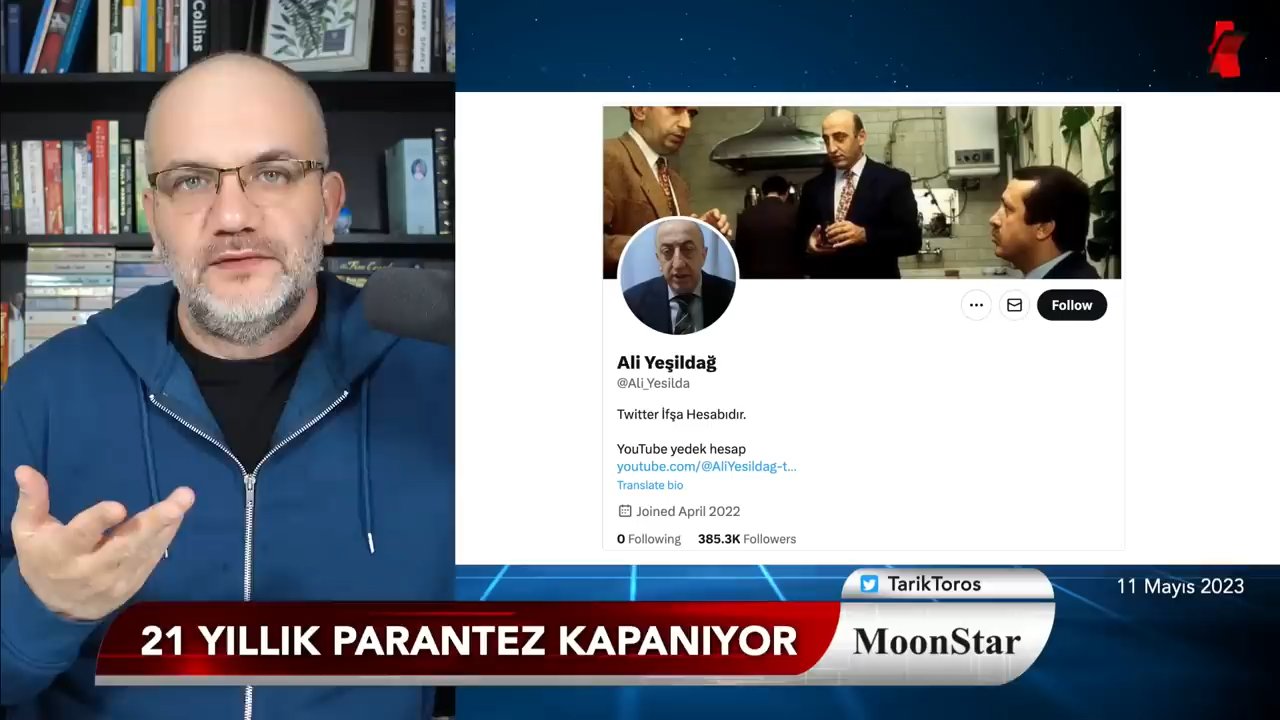 Collins
Follow
Ali Yeşildağ
@Ali_Yesilda
Twitter İfşa Hesabıdır.
YouTube yedek hesap
youtube.com/@AliYesildag-t...
Translate bio
Joined April 2022
0 Following 385.3K Followers
TarikToros
11 Mayıs 2023
21 YILLIK PARANTEZ KAPANIYOR
MoonStar